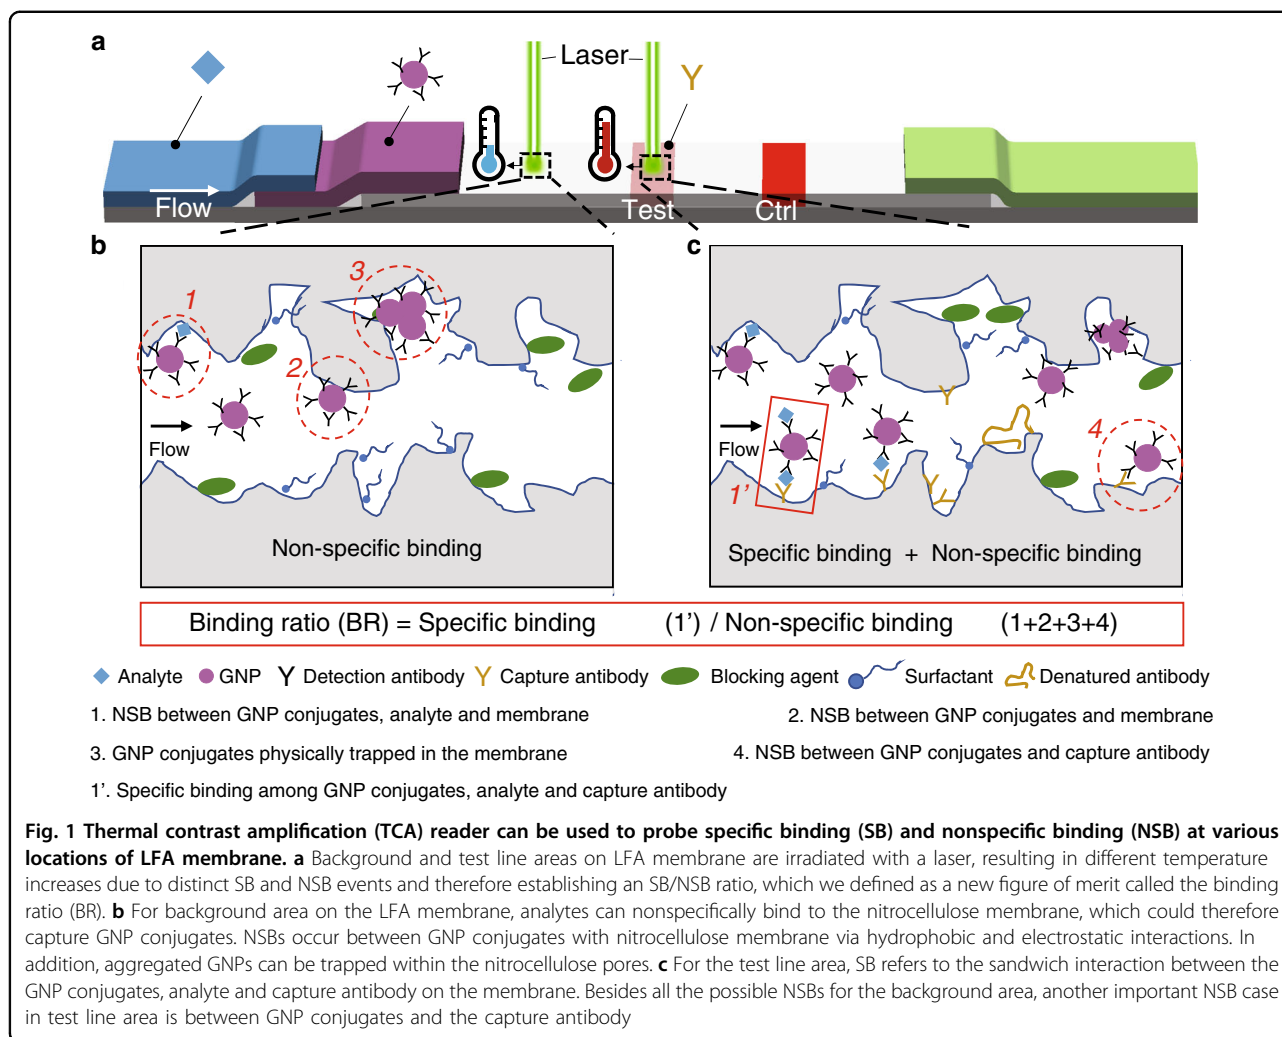 a
Laser
Flow
Test
Ctrl
b
1
3
2
Flow
Non-specific binding
c
Flow
1'
4
Specific binding + Non-specific binding
Binding ratio (BR) = Specific binding (1') / Non-specific binding (1+2+3+4)
Analyte GNP Detection antibody Capture antibody Blocking agent Surfactant Denatured antibody
1. NSB between GNP conjugates, analyte and membrane
2. NSB between GNP conjugates and membrane
3. GNP conjugates physically trapped in the membrane
4. NSB between GNP conjugates and capture antibody
1'. Specific binding among GNP conjugates, analyte and capture antibody
Fig. 1 Thermal contrast amplification (TCA) reader can be used to probe specific binding (SB) and nonspecific binding (NSB) at various
locations of LFA membrane. a Background and test line areas on LFA membrane are irradiated with a laser, resulting in different temperature
increases due to distinct SB and NSB events and therefore establishing an SB/NSB ratio, which we defined as a new figure of merit called the binding
ratio (BR). b For background area on the LFA membrane, analytes can nonspecifically bind to the nitrocellulose membrane, which could therefore
capture GNP conjugates. NSBs occur between GNP conjugates with nitrocellulose membrane via hydrophobic and electrostatic interactions. In
addition, aggregated GNPs can be trapped within the nitrocellulose pores. c For the test line area, SB refers to the sandwich interaction between the
GNP conjugates, analyte and capture antibody on the membrane. Besides all the possible NSBs for the background area, another important NSB case
in test line area is between GNP conjugates and the capture antibody